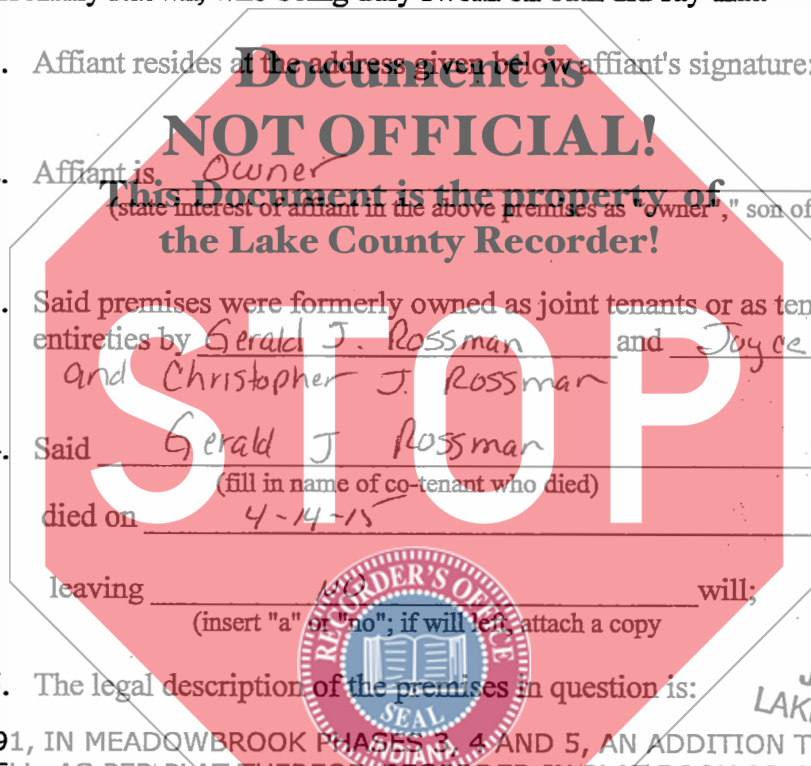 Affiant resides at the address given below affiant's signature:
Document is
NOT OFFICIAL!
Affiant is Owner
This Document is the property of
(state interest of affiant in the above premises as "owner," son of
the Lake County Recorder!
Said premises were formerly owned as joint tenants or as ten
entireties by Gerald J. Rossman and Joyce
and Christopher J. Rossman
STOP
Said Gerald J Rossman
(fill in name of co-tenant who died)
died on 4-14-15
leaving no will;
(insert "a" or "no"; if will left, attach a copy
RECORDER'S OFFICE
SEAL
INDIANA
The legal description of the premises in question is:
LAKE
91, IN MEADOWBROOK PHASES 3, 4 AND 5, AN ADDITION T